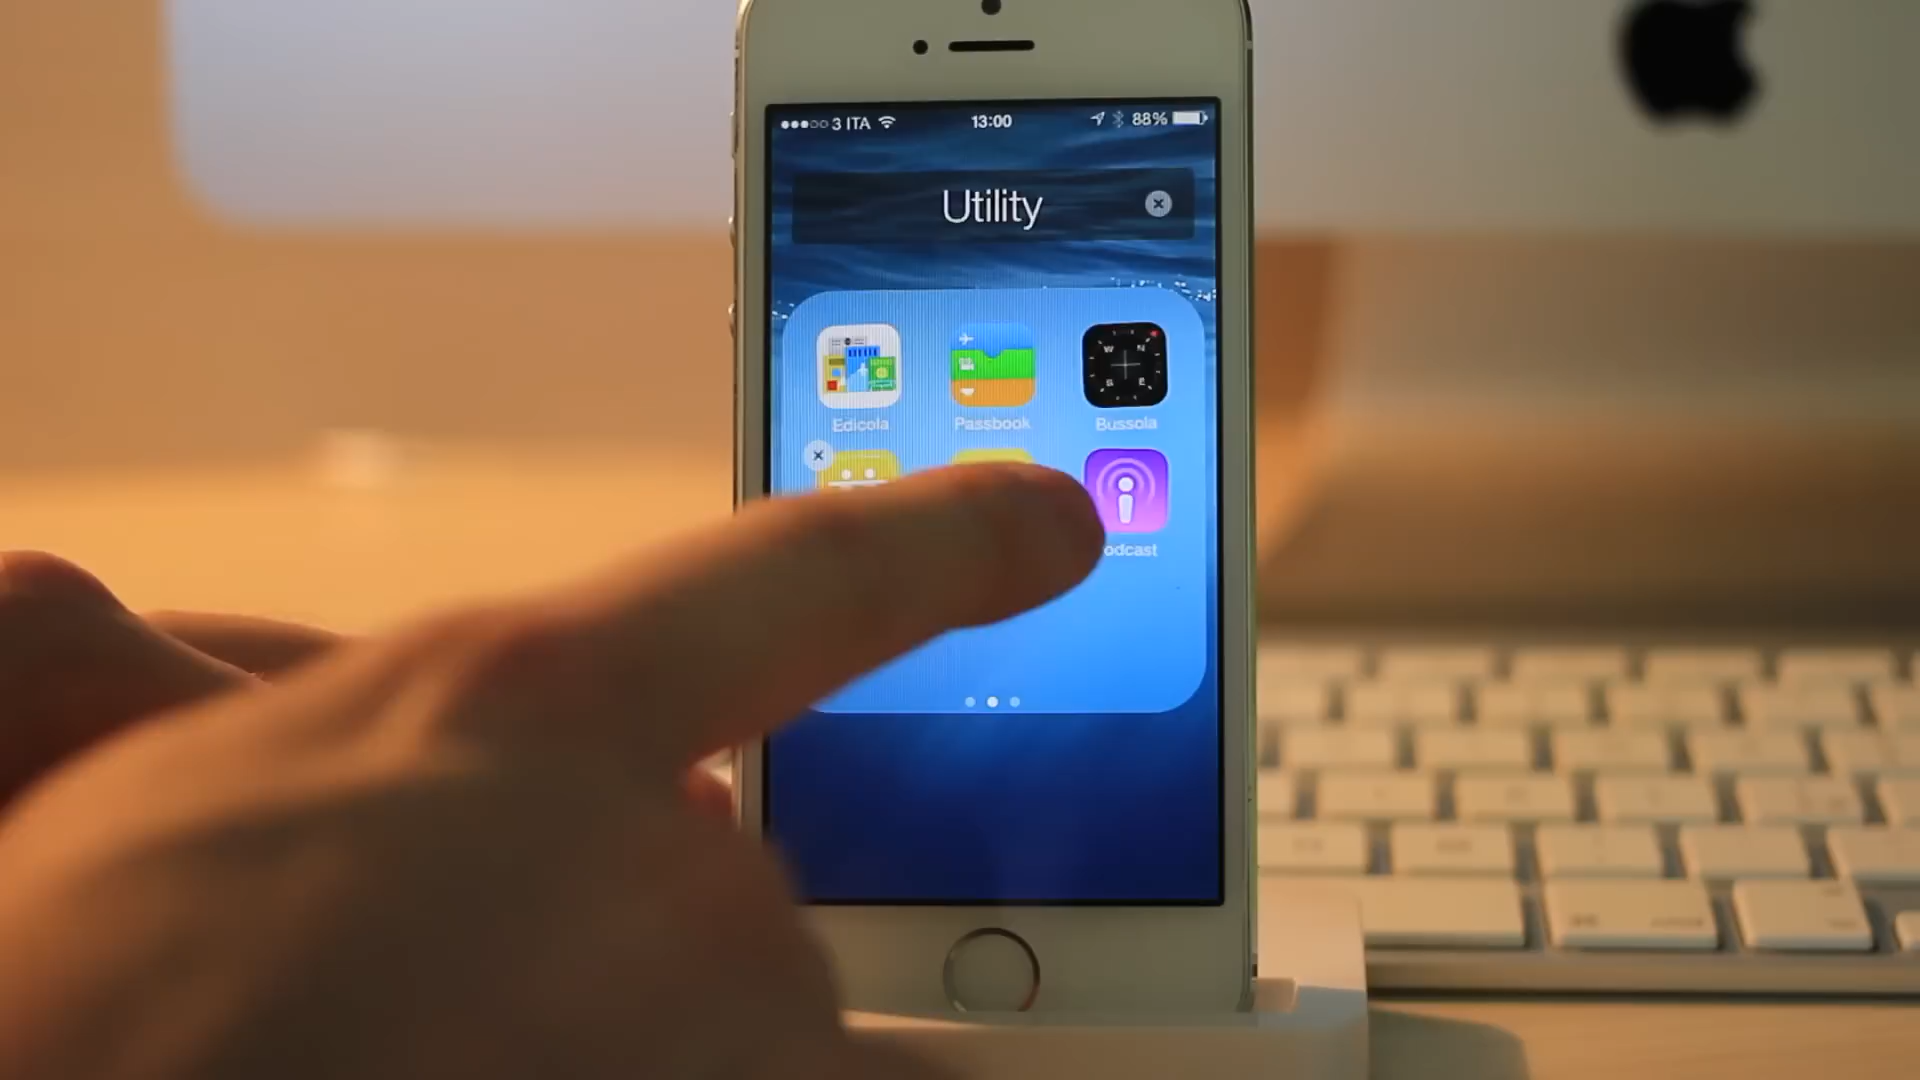 3 ITA 13:00 88%
Utility
Edicola Passbook Bussola
W N
S E
odcast